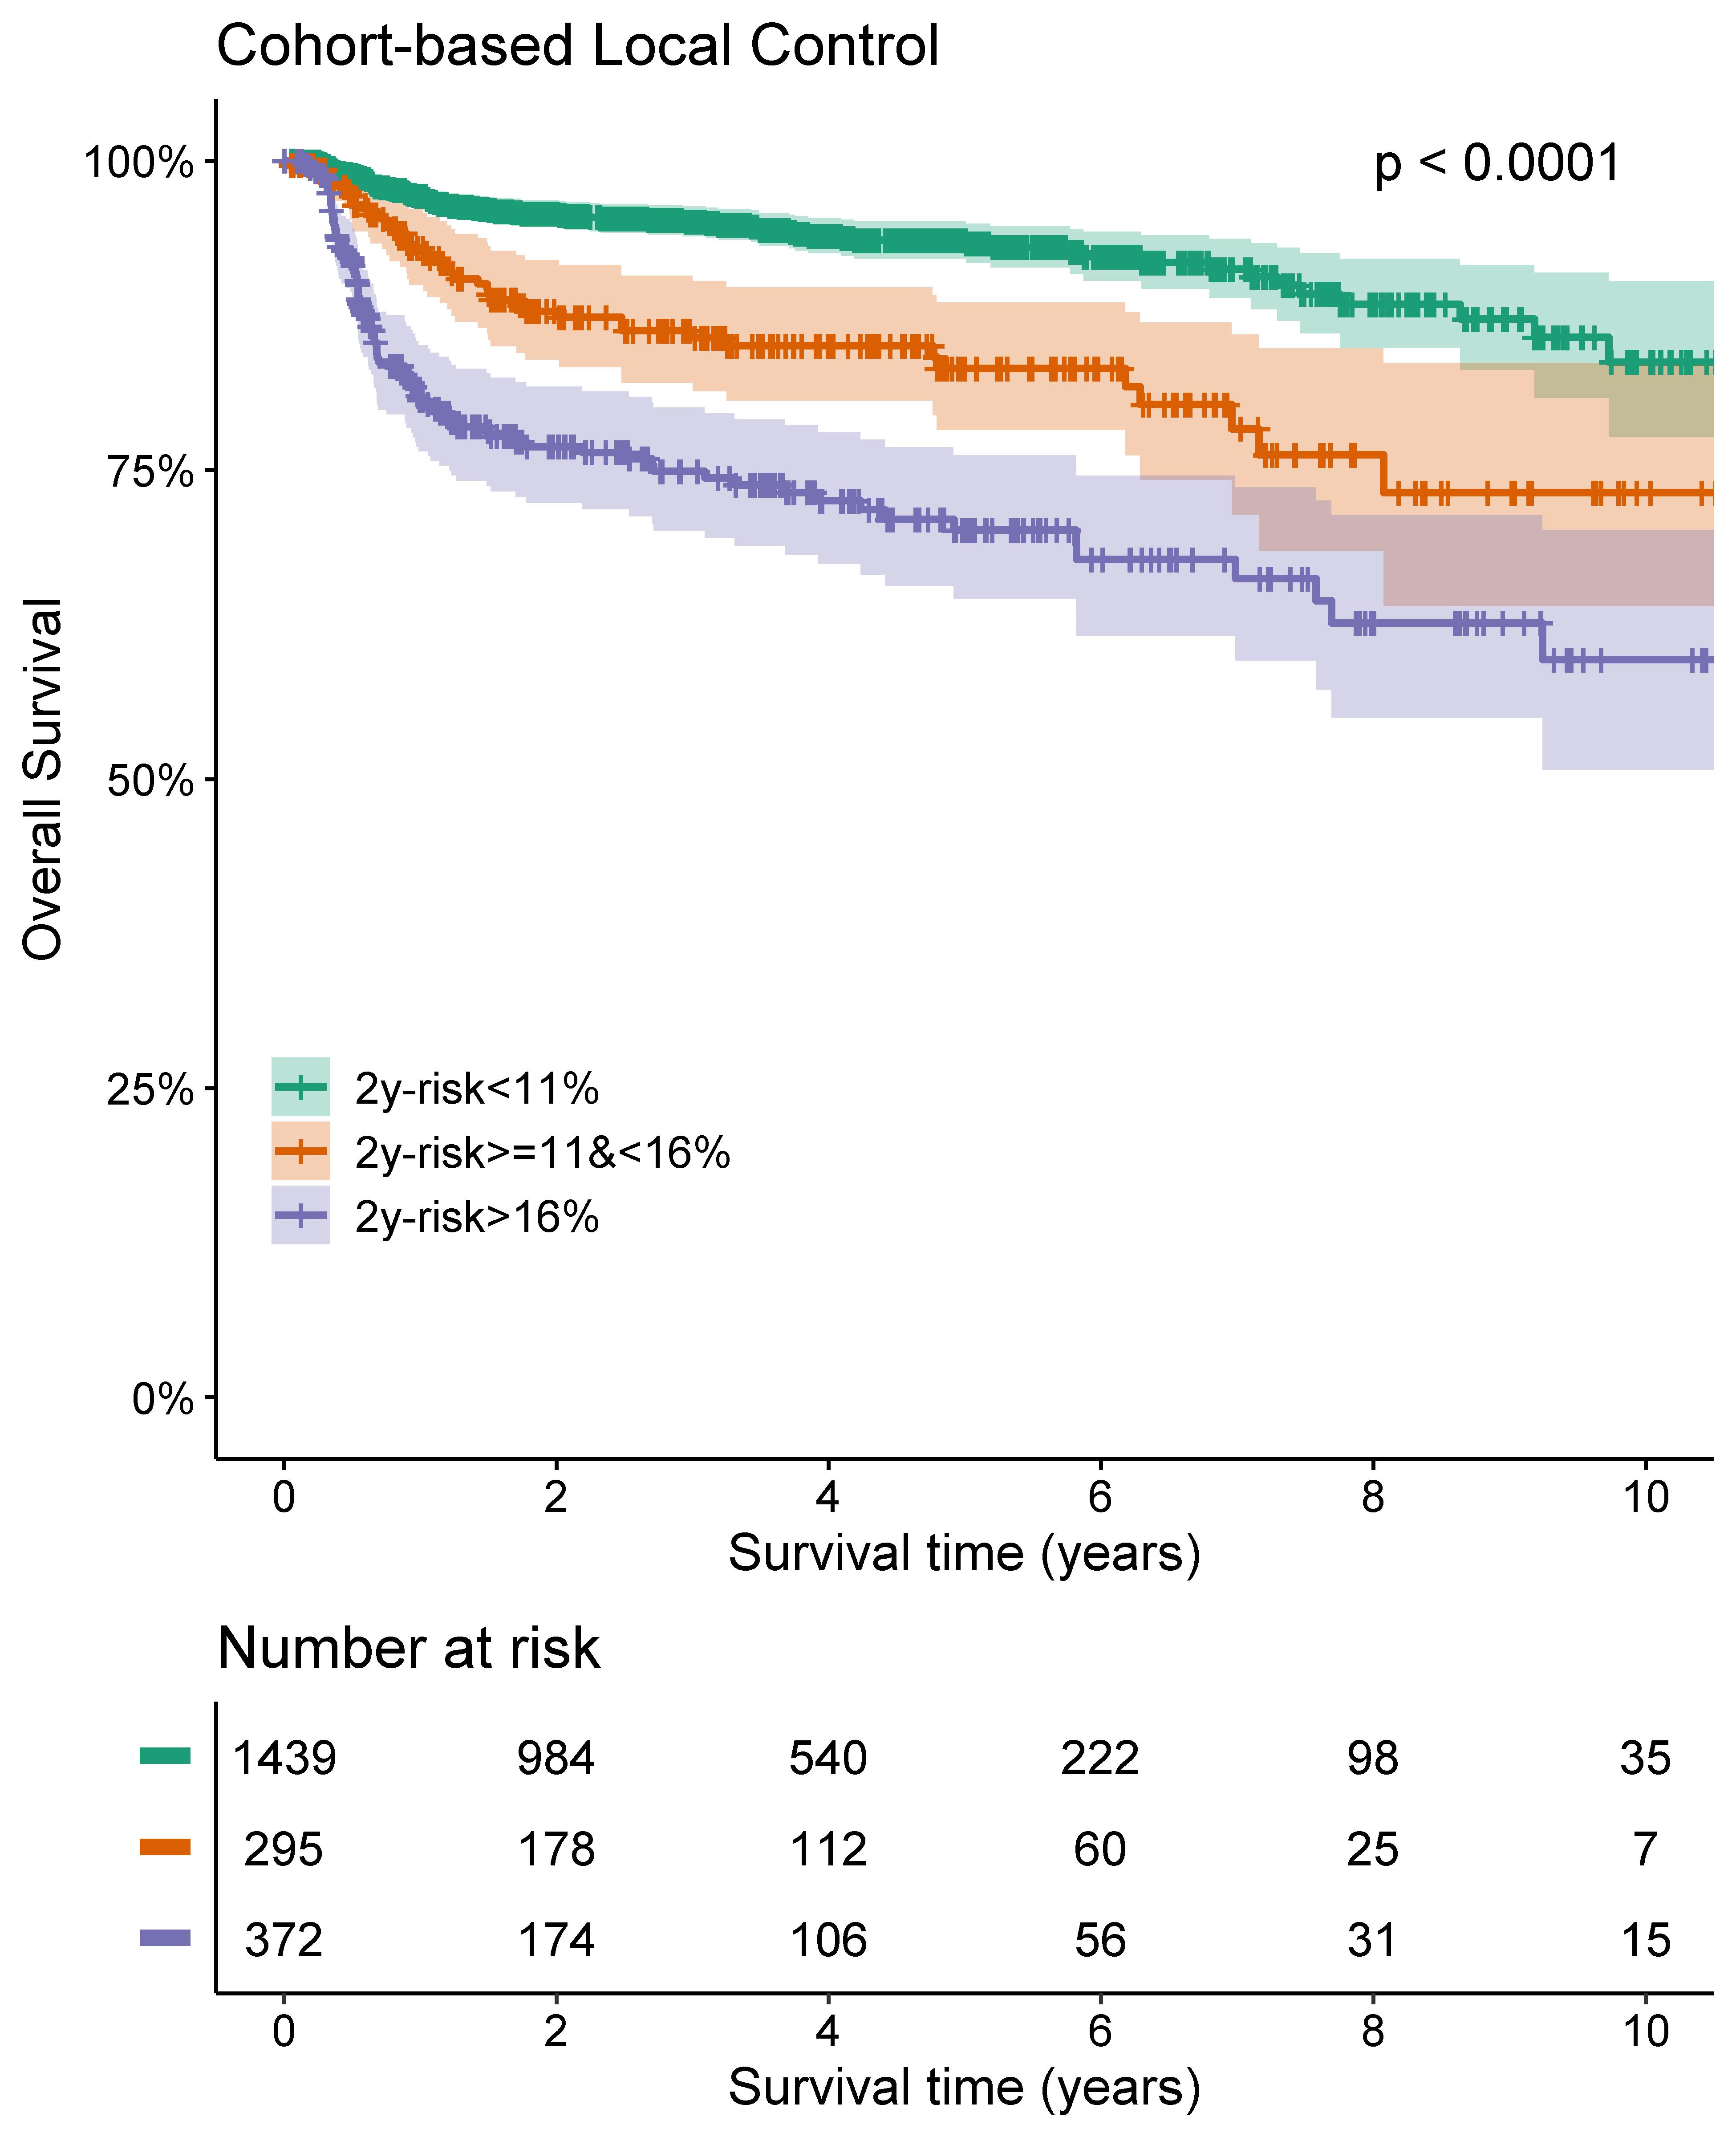 Cohort-based Local Control
p < 0.0001
100%
75%
50%
25%
0%
Overall Survival
2y-risk<11%
2y-risk>=11&<16%
2y-risk>16%
0 2 4 6 8 10
Survival time (years)
Number at risk
1439 984 540 222 98 35
295 178 112 60 25 7
372 174 106 56 31 15
0 2 4 6 8 10
Survival time (years)